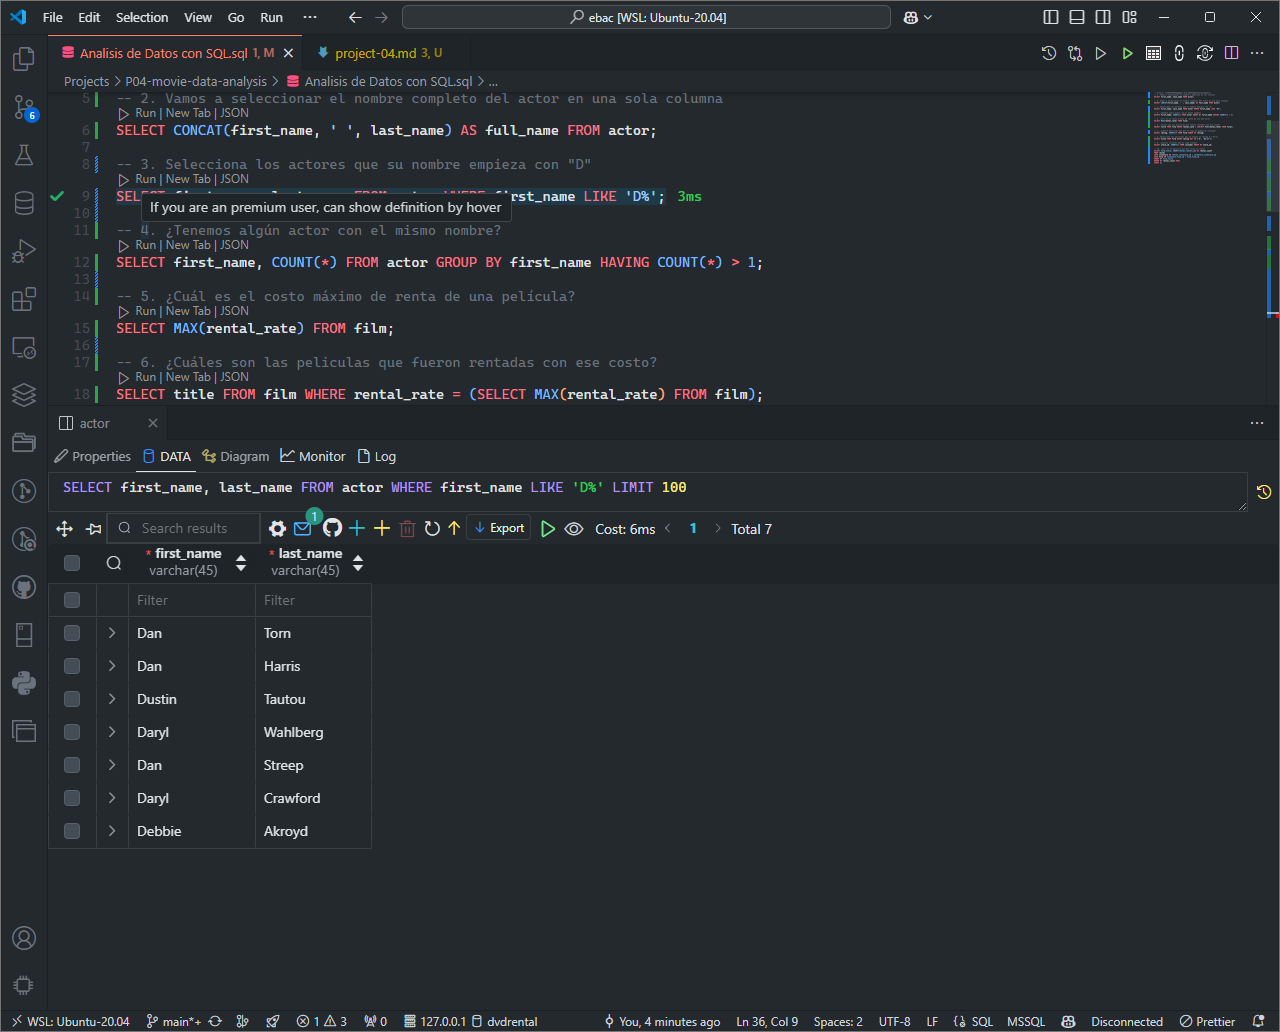 File Edit Selection View Go Run ··· ebac [WSL: Ubuntu-20.04]
Analisis de Datos con SQL.sql 1, M project-04.md 3, U
Projects > P04-movie-data-analysis > Analisis de Datos con SQL.sql > ...
5 -- 2. Vamos a seleccionar el nombre completo del actor en una sola columna
Run | New Tab | JSON
6 SELECT CONCAT(first_name, ' ', last_name) AS full_name FROM actor;
7
8 -- 3. Selecciona los actores que su nombre empieza con "D"
Run | New Tab | JSON
9 SELECT first_name LIKE 'D%'; 3ms
If you are an premium user, can show definition by hover
10
11 -- 4. ¿Tenemos algún actor con el mismo nombre?
Run | New Tab | JSON
12 SELECT first_name, COUNT(*) FROM actor GROUP BY first_name HAVING COUNT(*) > 1;
13
14 -- 5. ¿Cuál es el costo máximo de renta de una película?
Run | New Tab | JSON
15 SELECT MAX(rental_rate) FROM film;
16
17 -- 6. ¿Cuáles son las peliculas que fueron rentadas con ese costo?
Run | New Tab | JSON
18 SELECT title FROM film WHERE rental_rate = (SELECT MAX(rental_rate) FROM film);
6
actor
Properties DATA Diagram Monitor Log
SELECT first_name, last_name FROM actor WHERE first_name LIKE 'D%' LIMIT 100
Search results 1 Export Cost: 6ms < 1 > Total 7
* first_name * last_name
varchar(45) varchar(45)
Filter Filter
Dan Torn
Dan Harris
Dustin Tautou
Daryl Wahlberg
Dan Streep
Daryl Crawford
Debbie Akroyd
WSL: Ubuntu-20.04 main*+ 1 3 0 127.0.0.1 dvdrental You, 4 minutes ago Ln 36, Col 9 Spaces: 2 UTF-8 LF SQL MSSQL Disconnected Prettier